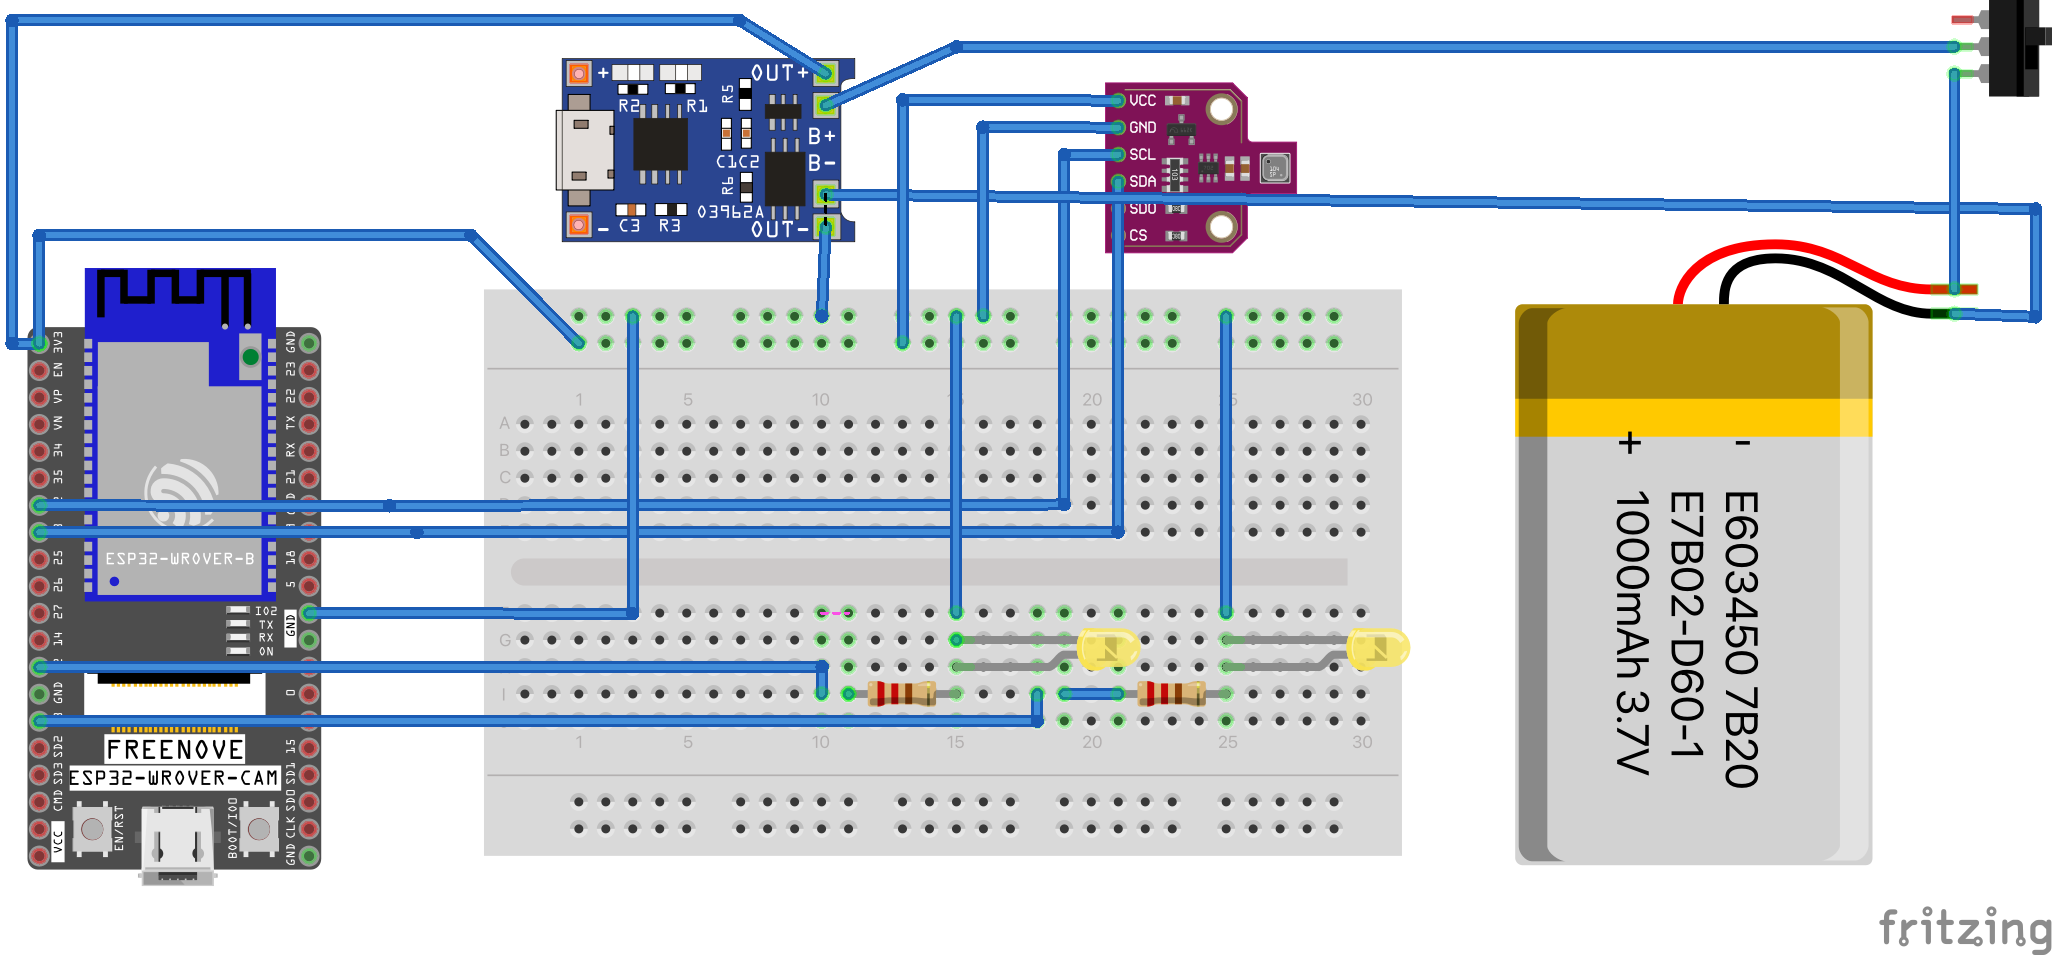 +
OUT+
R2
R1
R5
B+
C1C2
B-
R6
03962A
-
C3
R3
OUT-
VCC
GND
SCL
SDA
SDO
CS
3V3
GND
EN
23
VP
22
VN
TX
RX
21
25
18
26
5
27
14
ESP32-WROVER-B
IO2
TX
RX
ON
GND
GND
0
FREENOVE
ESP32-WROVER-CAM
SD2
15
SD3
SD1
CMD
SD0
CLK
VCC
GND
EN/RST
BOOT/IO0
1
5
10
20
30
A
B
C
G
I
1
5
10
15
20
25
30
+
-
E603450 7B20
E7B02-D60-1
1000mAh 3.7V
fritzing